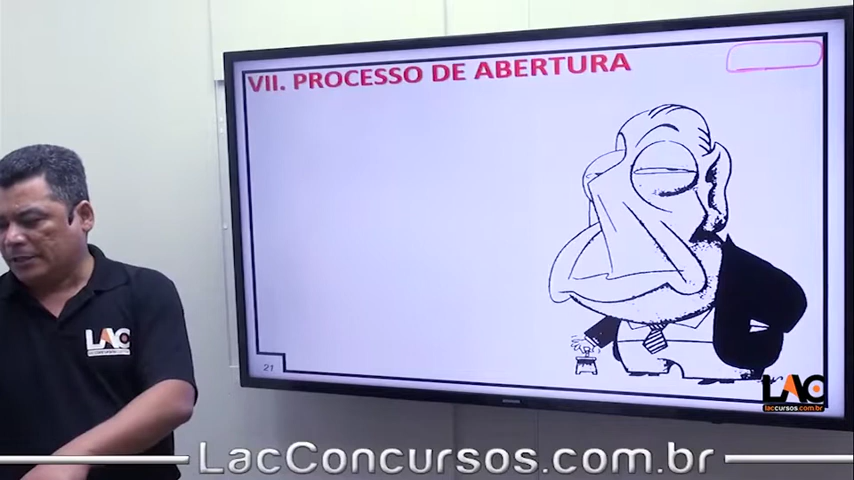 VII. PROCESSO DE ABERTURA
LAC
LAC
laccursos.com.br
21
LacConcursos.com.br